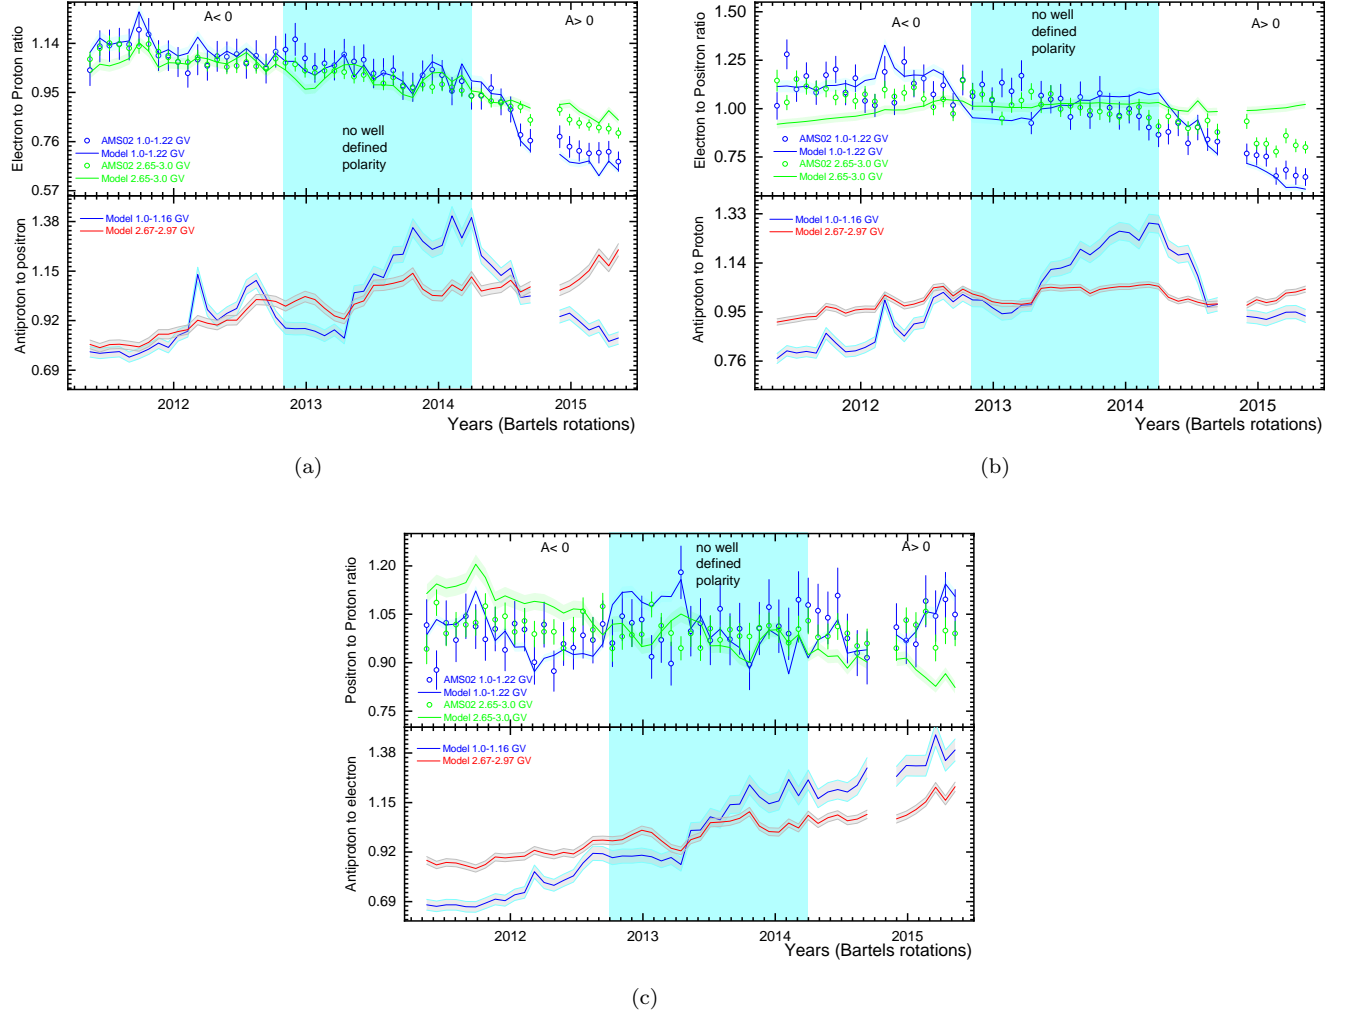 A< 0
A> 0
Electron to Proton ratio
1.14
0.95
0.76
0.57
no well
defined
polarity
AMS02 1.0-1.22 GV
Model 1.0-1.22 GV
AMS02 2.65-3.0 GV
Model 2.65-3.0 GV
Antiproton to positron
1.38
1.15
0.92
0.69
Model 1.0-1.16 GV
Model 2.67-2.97 GV
2012
2013
2014
2015
Years (Bartels rotations)
(a)
A< 0
no well
defined
polarity
A> 0
Electron to Positron ratio
1.50
1.25
1.00
0.75
AMS02 1.0-1.22 GV
Model 1.0-1.22 GV
AMS02 2.65-3.0 GV
Model 2.65-3.0 GV
Antiproton to Proton
1.33
1.14
0.95
0.76
Model 1.0-1.16 GV
Model 2.67-2.97 GV
2012
2013
2014
2015
Years (Bartels rotations)
(b)
A< 0
no well
defined
polarity
A> 0
Positron to Proton ratio
1.20
1.05
0.90
0.75
AMS02 1.0-1.22 GV
Model 1.0-1.22 GV
AMS02 2.65-3.0 GV
Model 2.65-3.0 GV
Antiproton to electron
1.38
1.15
0.92
0.69
Model 1.0-1.16 GV
Model 2.67-2.97 GV
2012
2013
2014
2015
Years (Bartels rotations)
(c)